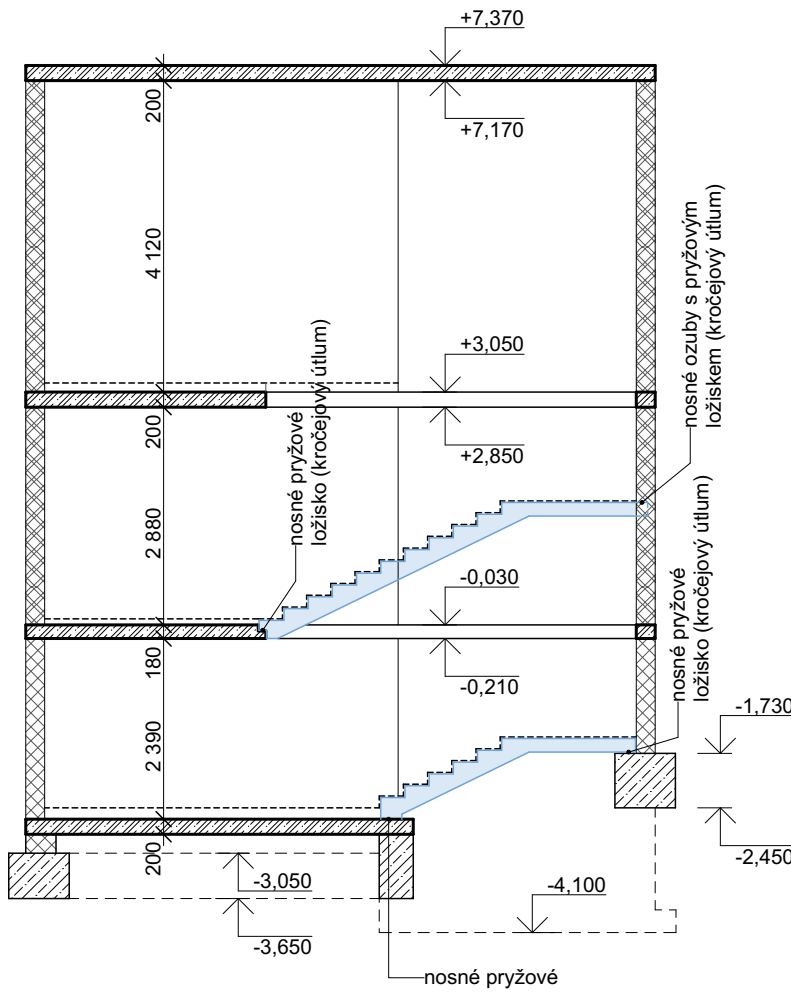 +7,370
200
+7,170
4 120
nosné ozuby s pryžovým
ložiskem (kročejový útlum)
+3,050
200
+2,850
nosné pryžové
ložisko (kročejový útlum)
2 880
-0,030
nosné pryžové
ložisko (kročejový útlum)
180
-0,210
2 390
-1,730
200
-2,450
-3,050
-4,100
-3,650
nosné pryžové